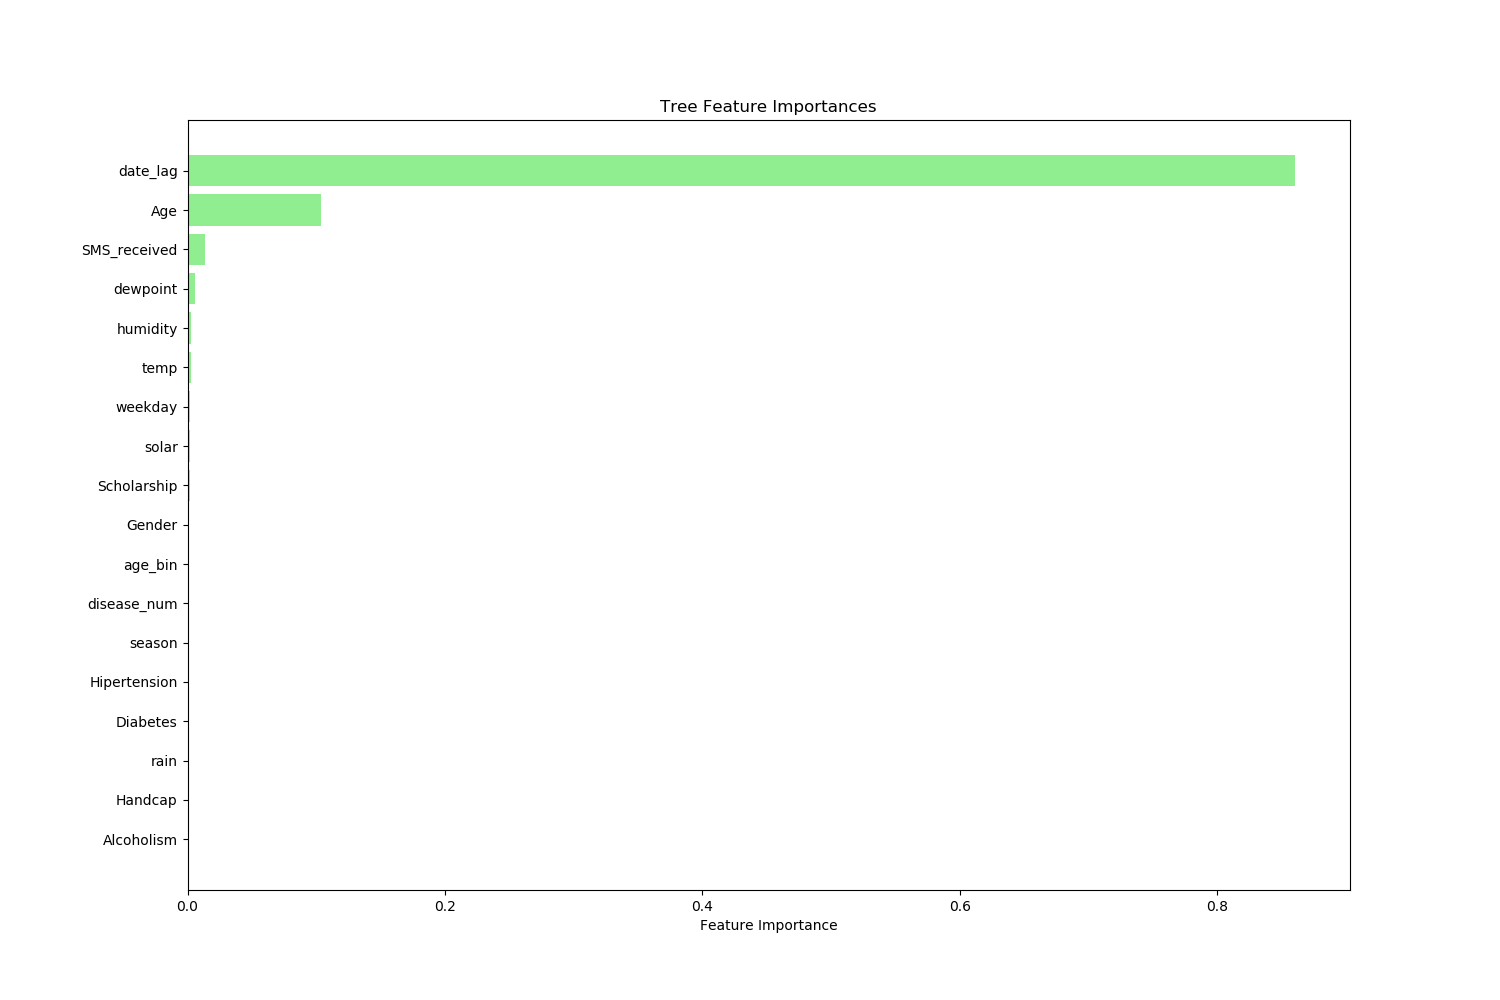 Tree Feature Importances
date_lag
Age
SMS_received
dewpoint
humidity
temp
weekday
solar
Scholarship
Gender
age_bin
disease_num
season
Hipertension
Diabetes
rain
Handcap
Alcoholism
0.0 0.2 0.4 0.6 0.8
Feature Importance